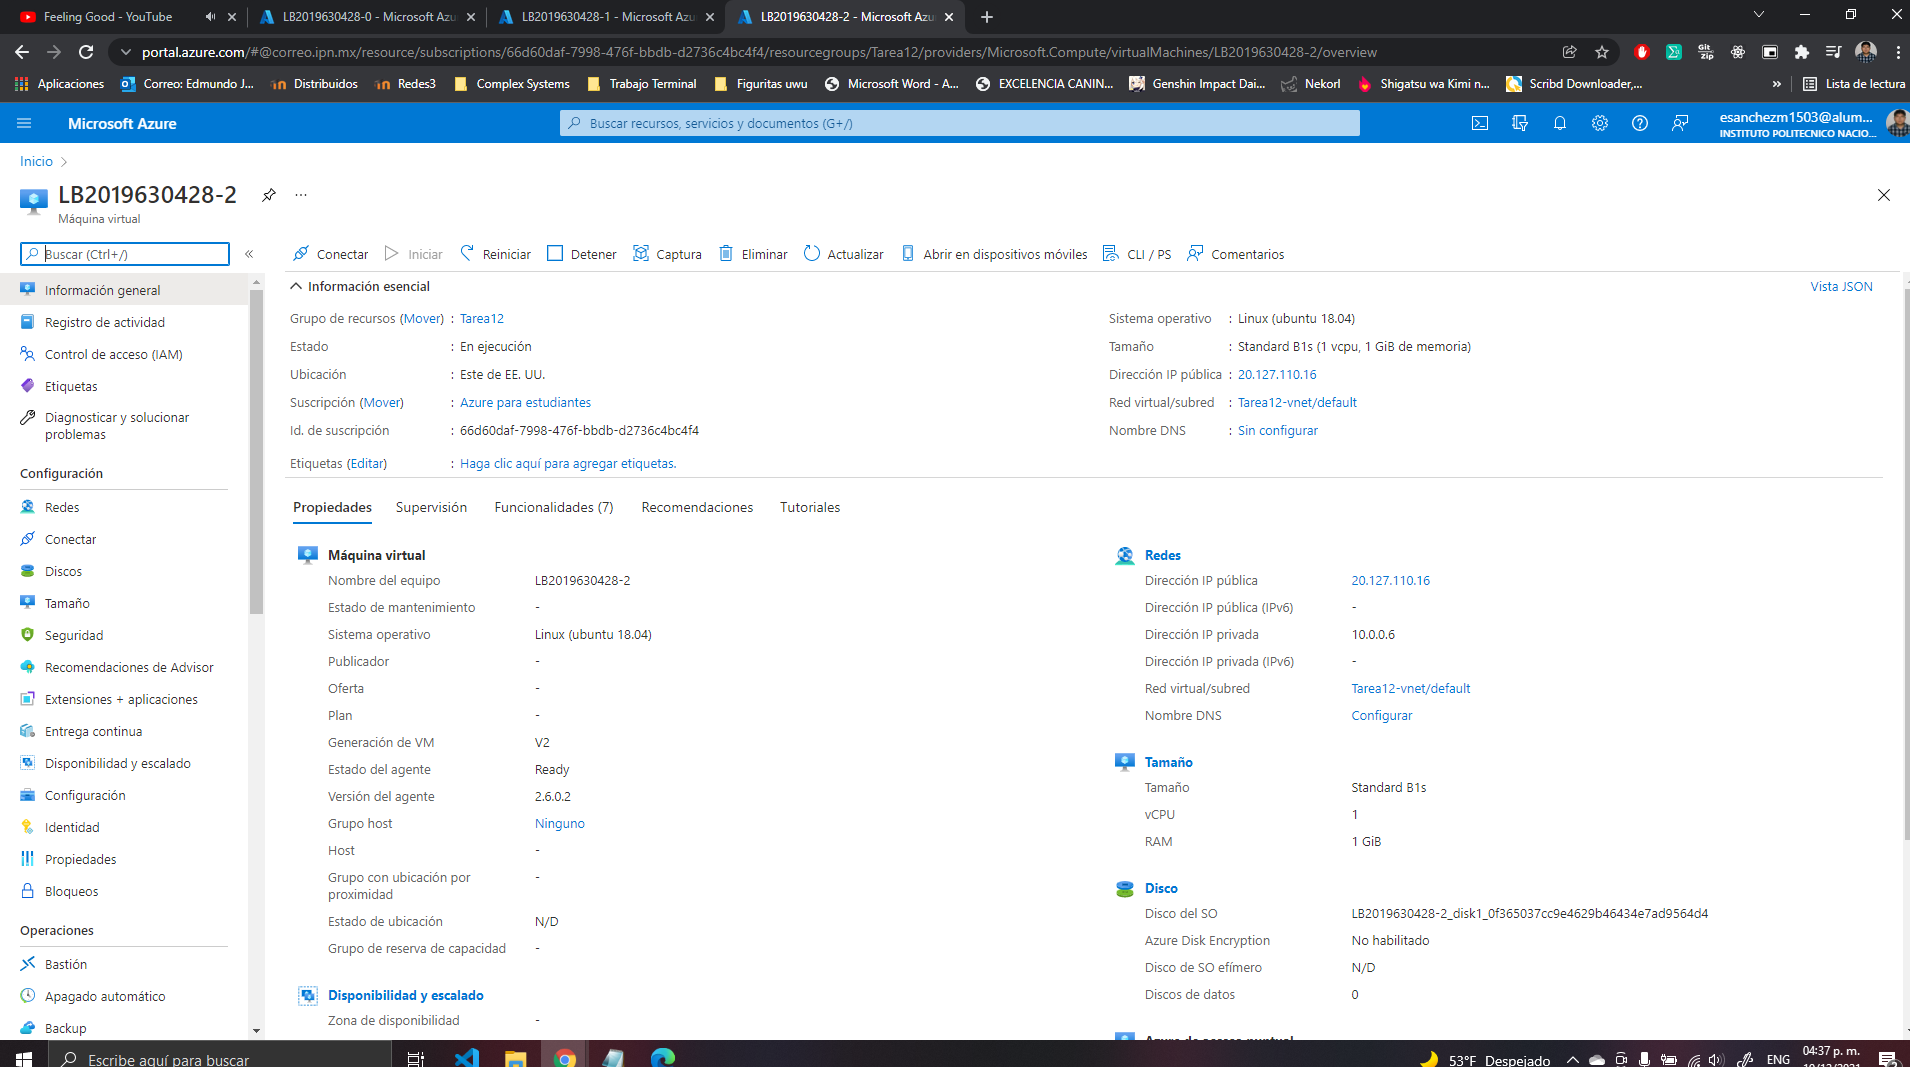 Feeling Good - YouTube
LB2019630428-0 - Microsoft Azu
LB2019630428-1 - Microsoft Azu
LB2019630428-2 - Microsoft Azu
portal.azure.com/#@correo.ipn.mx/resource/subscriptions/66d60daf-7998-476f-bbdb-d2736c4bc4f4/resourcegroups/Tarea12/providers/Microsoft.Compute/virtualMachines/LB2019630428-2/overview
Git zip
Aplicaciones
Correo: Edmundo J...
Distribuidos
Redes3
Complex Systems
Trabajo Terminal
Figuritas uwu
Microsoft Word - A...
EXCELENCIA CANIN...
Genshin Impact Dai...
Nekorl
Shigatsu wa Kimi n...
Scribd Downloader,...
»
Lista de lectura
Microsoft Azure
Buscar recursos, servicios y documentos (G+/)
esanchezm1503@alum...
INSTITUTO POLITECNICO NACIO...
Inicio >
LB2019630428-2
...
Máquina virtual
Buscar (Ctrl+/)
«
Conectar
Iniciar
Reiniciar
Detener
Captura
Eliminar
Actualizar
Abrir en dispositivos móviles
CLI / PS
Comentarios
Información general
Registro de actividad
Control de acceso (IAM)
Etiquetas
Diagnosticar y solucionar
problemas
Configuración
Redes
Conectar
Discos
Tamaño
Seguridad
Recomendaciones de Advisor
Extensiones + aplicaciones
Entrega continua
Disponibilidad y escalado
Configuración
Identidad
Propiedades
Bloqueos
Operaciones
Bastión
Apagado automático
Backup
Información esencial
Vista JSON
Grupo de recursos (Mover) : Tarea12
Estado : En ejecución
Ubicación : Este de EE. UU.
Suscripción (Mover) : Azure para estudiantes
Id. de suscripción : 66d60daf-7998-476f-bbdb-d2736c4bc4f4
Etiquetas (Editar) : Haga clic aquí para agregar etiquetas.
Sistema operativo : Linux (ubuntu 18.04)
Tamaño : Standard B1s (1 vcpu, 1 GiB de memoria)
Dirección IP pública : 20.127.110.16
Red virtual/subred : Tarea12-vnet/default
Nombre DNS : Sin configurar
Propiedades
Supervisión
Funcionalidades (7)
Recomendaciones
Tutoriales
Máquina virtual
Nombre del equipo LB2019630428-2
Estado de mantenimiento -
Sistema operativo Linux (ubuntu 18.04)
Publicador -
Oferta -
Plan -
Generación de VM V2
Estado del agente Ready
Versión del agente 2.6.0.2
Grupo host Ninguno
Host -
Grupo con ubicación por -
proximidad
Estado de ubicación N/D
Grupo de reserva de capacidad -
Disponibilidad y escalado
Zona de disponibilidad -
Redes
Dirección IP pública 20.127.110.16
Dirección IP pública (IPv6) -
Dirección IP privada 10.0.0.6
Dirección IP privada (IPv6) -
Red virtual/subred Tarea12-vnet/default
Nombre DNS Configurar
Tamaño
Tamaño Standard B1s
vCPU 1
RAM 1 GiB
Disco
Disco del SO LB2019630428-2_disk1_0f365037cc9e4629b46434e7ad9564d4
Azure Disk Encryption No habilitado
Disco de SO efímero N/D
Discos de datos 0
Escribe aquí para buscar
53°F Despejado
ENG
04:37 p. m.